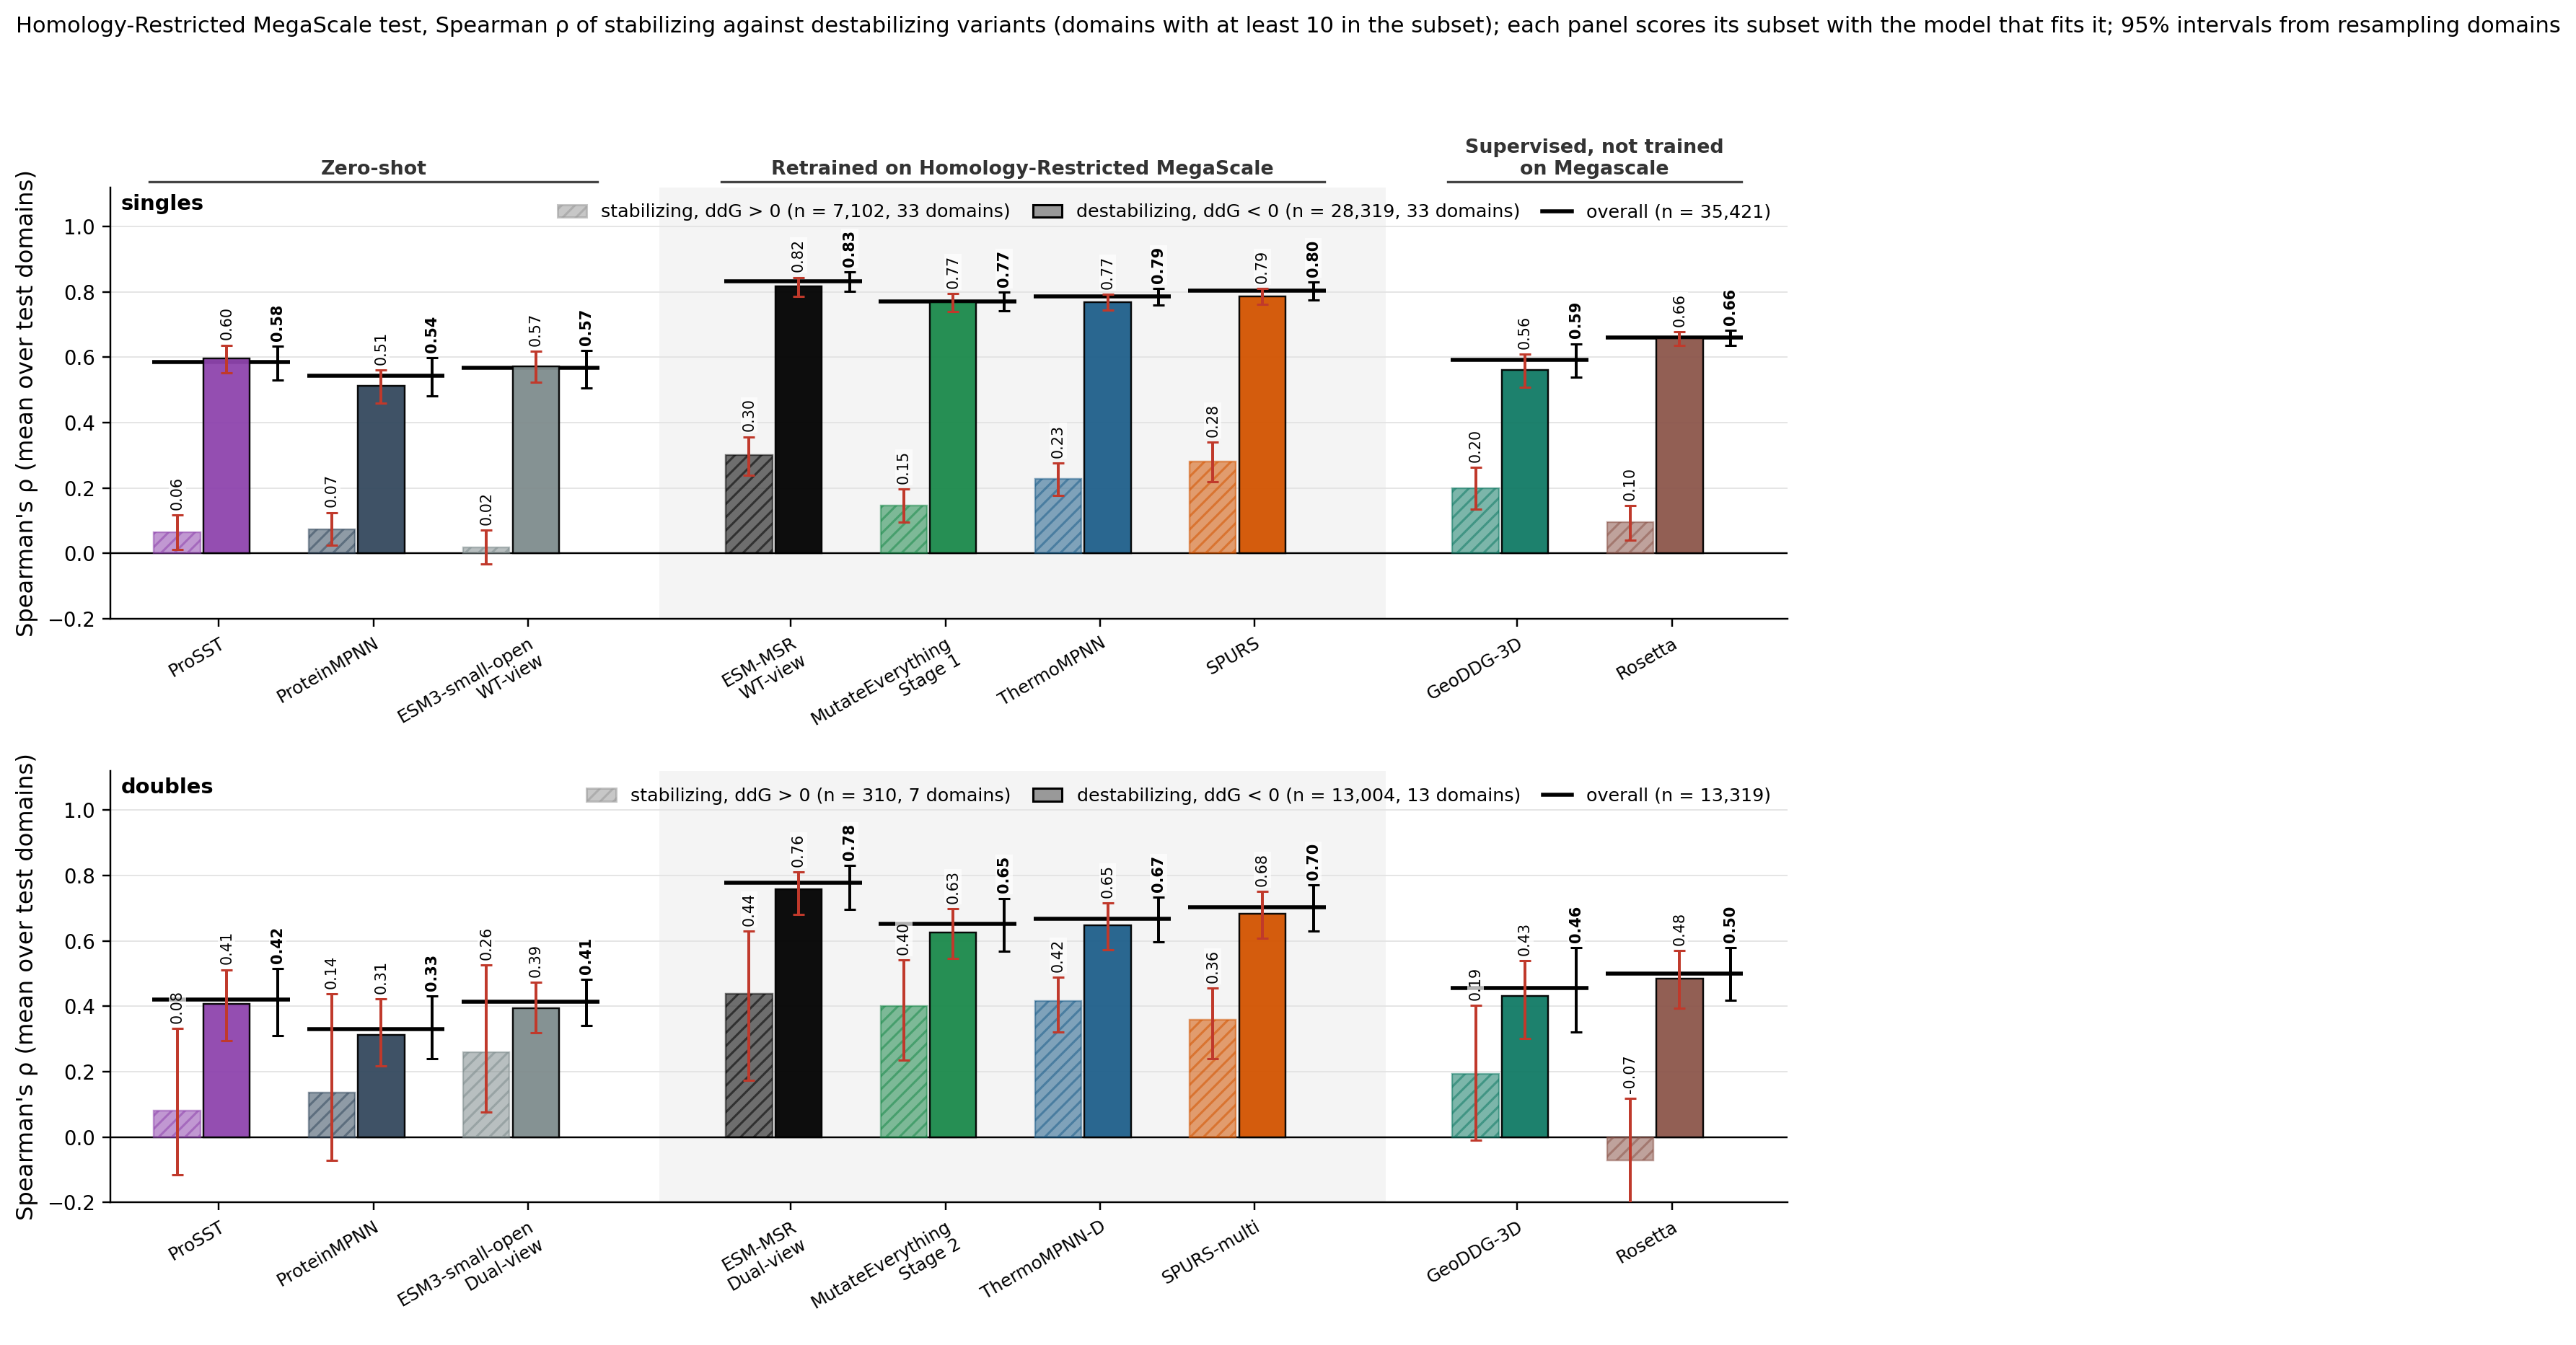 Homology-Restricted MegaScale test, Spearman ρ of stabilizing against destabilizing variants (domains with at least 10 in the subset); each panel scores its subset with the model that fits it; 95% intervals from resampling domains
Zero-shot
Retrained on Homology-Restricted MegaScale
Supervised, not trained
on Megascale
singles
stabilizing, ddG > 0 (n = 7,102, 33 domains)
destabilizing, ddG < 0 (n = 28,319, 33 domains)
overall (n = 35,421)
Spearman's ρ (mean over test domains)
1.0
0.8
0.6
0.4
0.2
0.0
−0.2
0.06
0.60
0.58
0.07
0.51
0.54
0.02
0.57
0.57
0.30
0.82
0.83
0.15
0.77
0.77
0.23
0.77
0.79
0.28
0.79
0.80
0.20
0.56
0.59
0.10
0.66
0.66
ProSST
ProteinMPNN
ESM3-small-open
WT-view
ESM-MSR
WT-view
MutateEverything
Stage 1
ThermoMPNN
SPURS
GeoDDG-3D
Rosetta
doubles
stabilizing, ddG > 0 (n = 310, 7 domains)
destabilizing, ddG < 0 (n = 13,004, 13 domains)
overall (n = 13,319)
Spearman's ρ (mean over test domains)
1.0
0.8
0.6
0.4
0.2
0.0
−0.2
0.08
0.41
0.42
0.14
0.31
0.33
0.26
0.39
0.41
0.44
0.76
0.78
0.40
0.63
0.65
0.42
0.65
0.67
0.36
0.68
0.70
0.19
0.43
0.46
-0.07
0.48
0.50
ProSST
ProteinMPNN
ESM3-small-open
Dual-view
ESM-MSR
Dual-view
MutateEverything
Stage 2
ThermoMPNN-D
SPURS-multi
GeoDDG-3D
Rosetta